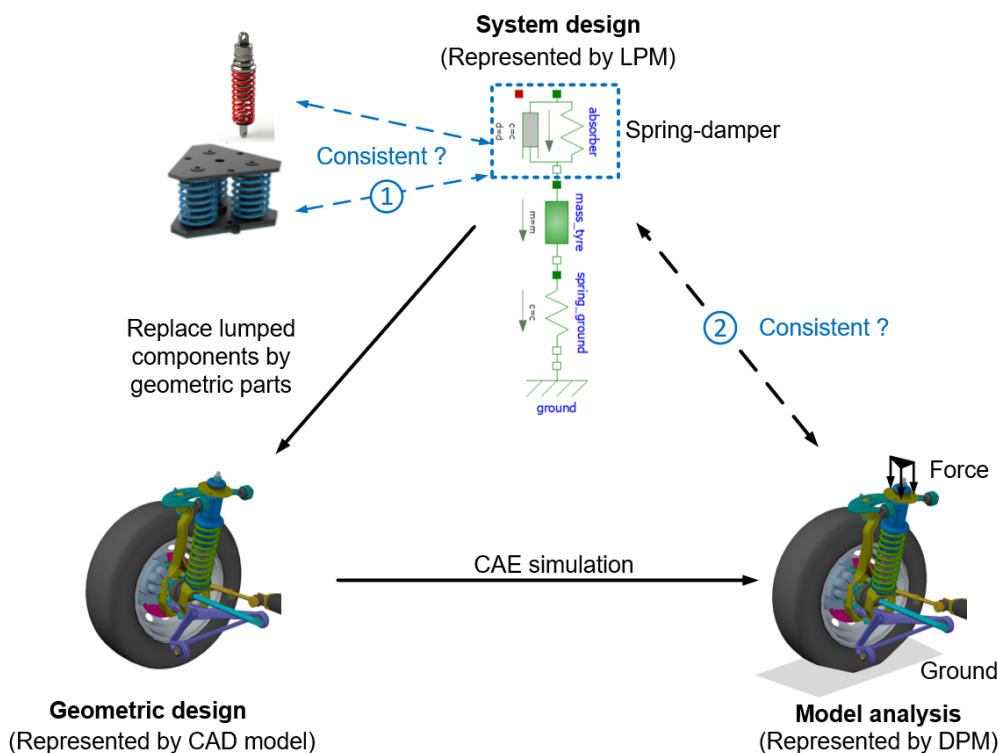 System design
(Represented by LPM)
absorber
c=c
d=d
Spring-damper
Consistent ?
1
mass_tyre
m=m
spring_ground
c=c
ground
Replace lumped
components by
geometric parts
2 Consistent ?
Force
CAE simulation
Ground
Geometric design
(Represented by CAD model)
Model analysis
(Represented by DPM)